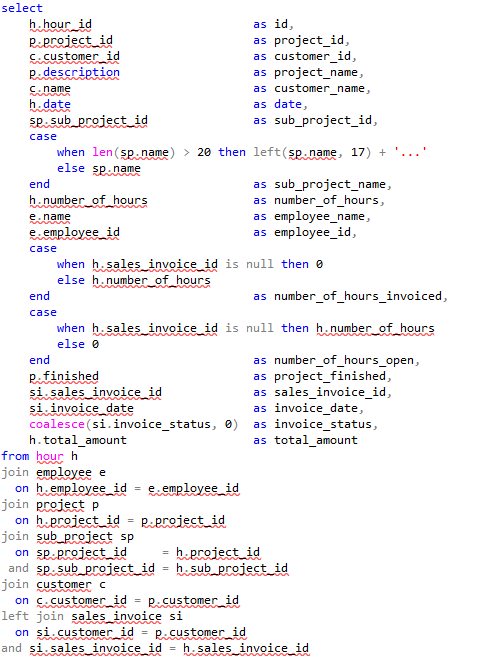 select
    h.hour_id                       as id,
    p.project_id                    as project_id,
    c.customer_id                   as customer_id,
    p.description                   as project_name,
    c.name                          as customer_name,
    h.date                          as date,
    sp.sub_project_id               as sub_project_id,
    case
        when len(sp.name) > 20 then left(sp.name, 17) + '...'
        else sp.name
    end                             as sub_project_name,
    h.number_of_hours               as number_of_hours,
    e.name                          as employee_name,
    e.employee_id                   as employee_id,
    case
        when h.sales_invoice_id is null then 0
        else h.number_of_hours
    end                             as number_of_hours_invoiced,
    case
        when h.sales_invoice_id is null then h.number_of_hours
        else 0
    end                             as number_of_hours_open,
    p.finished                      as project_finished,
    si.sales_invoice_id             as sales_invoice_id,
    si.invoice_date                 as invoice_date,
    coalesce(si.invoice_status, 0)  as invoice_status,
    h.total_amount                  as total_amount
from hour h
join employee e
  on h.employee_id = e.employee_id
join project p
  on h.project_id = p.project_id
join sub_project sp
  on sp.project_id     = h.project_id
 and sp.sub_project_id = h.sub_project_id
join customer c
  on c.customer_id = p.customer_id
left join sales_invoice si
  on si.customer_id = p.customer_id
and si.sales_invoice_id = h.sales_invoice_id